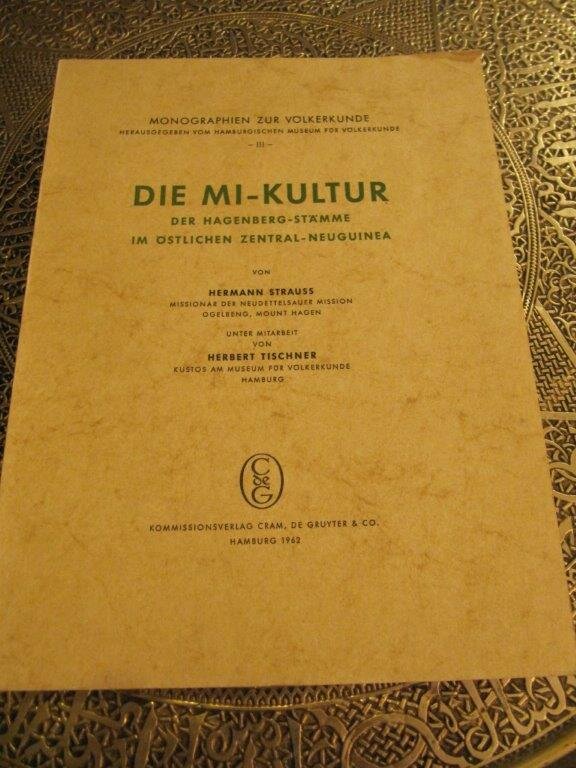 MONOGRAPHIEN ZUR VÖLKERKUNDE
HERAUSGEGEBEN VOM HAMBURGISCHEN MUSEUM FÜR VÖLKERKUNDE
– III –
DIE MI-KULTUR
DER HAGENBERG-STÄMME
IM ÖSTLICHEN ZENTRAL-NEUGUINEA
VON
HERMANN STRAUSS
MISSIONAR DER NEUDETTELSAUER MISSION
OGELBENG, MOUNT HAGEN
UNTER MITARBEIT
VON
HERBERT TISCHNER
KUSTOS AM MUSEUM FÜR VÖLKERKUNDE
HAMBURG
C
de
G
KOMMISSIONSVERLAG CRAM, DE GRUYTER & CO.
HAMBURG 1962